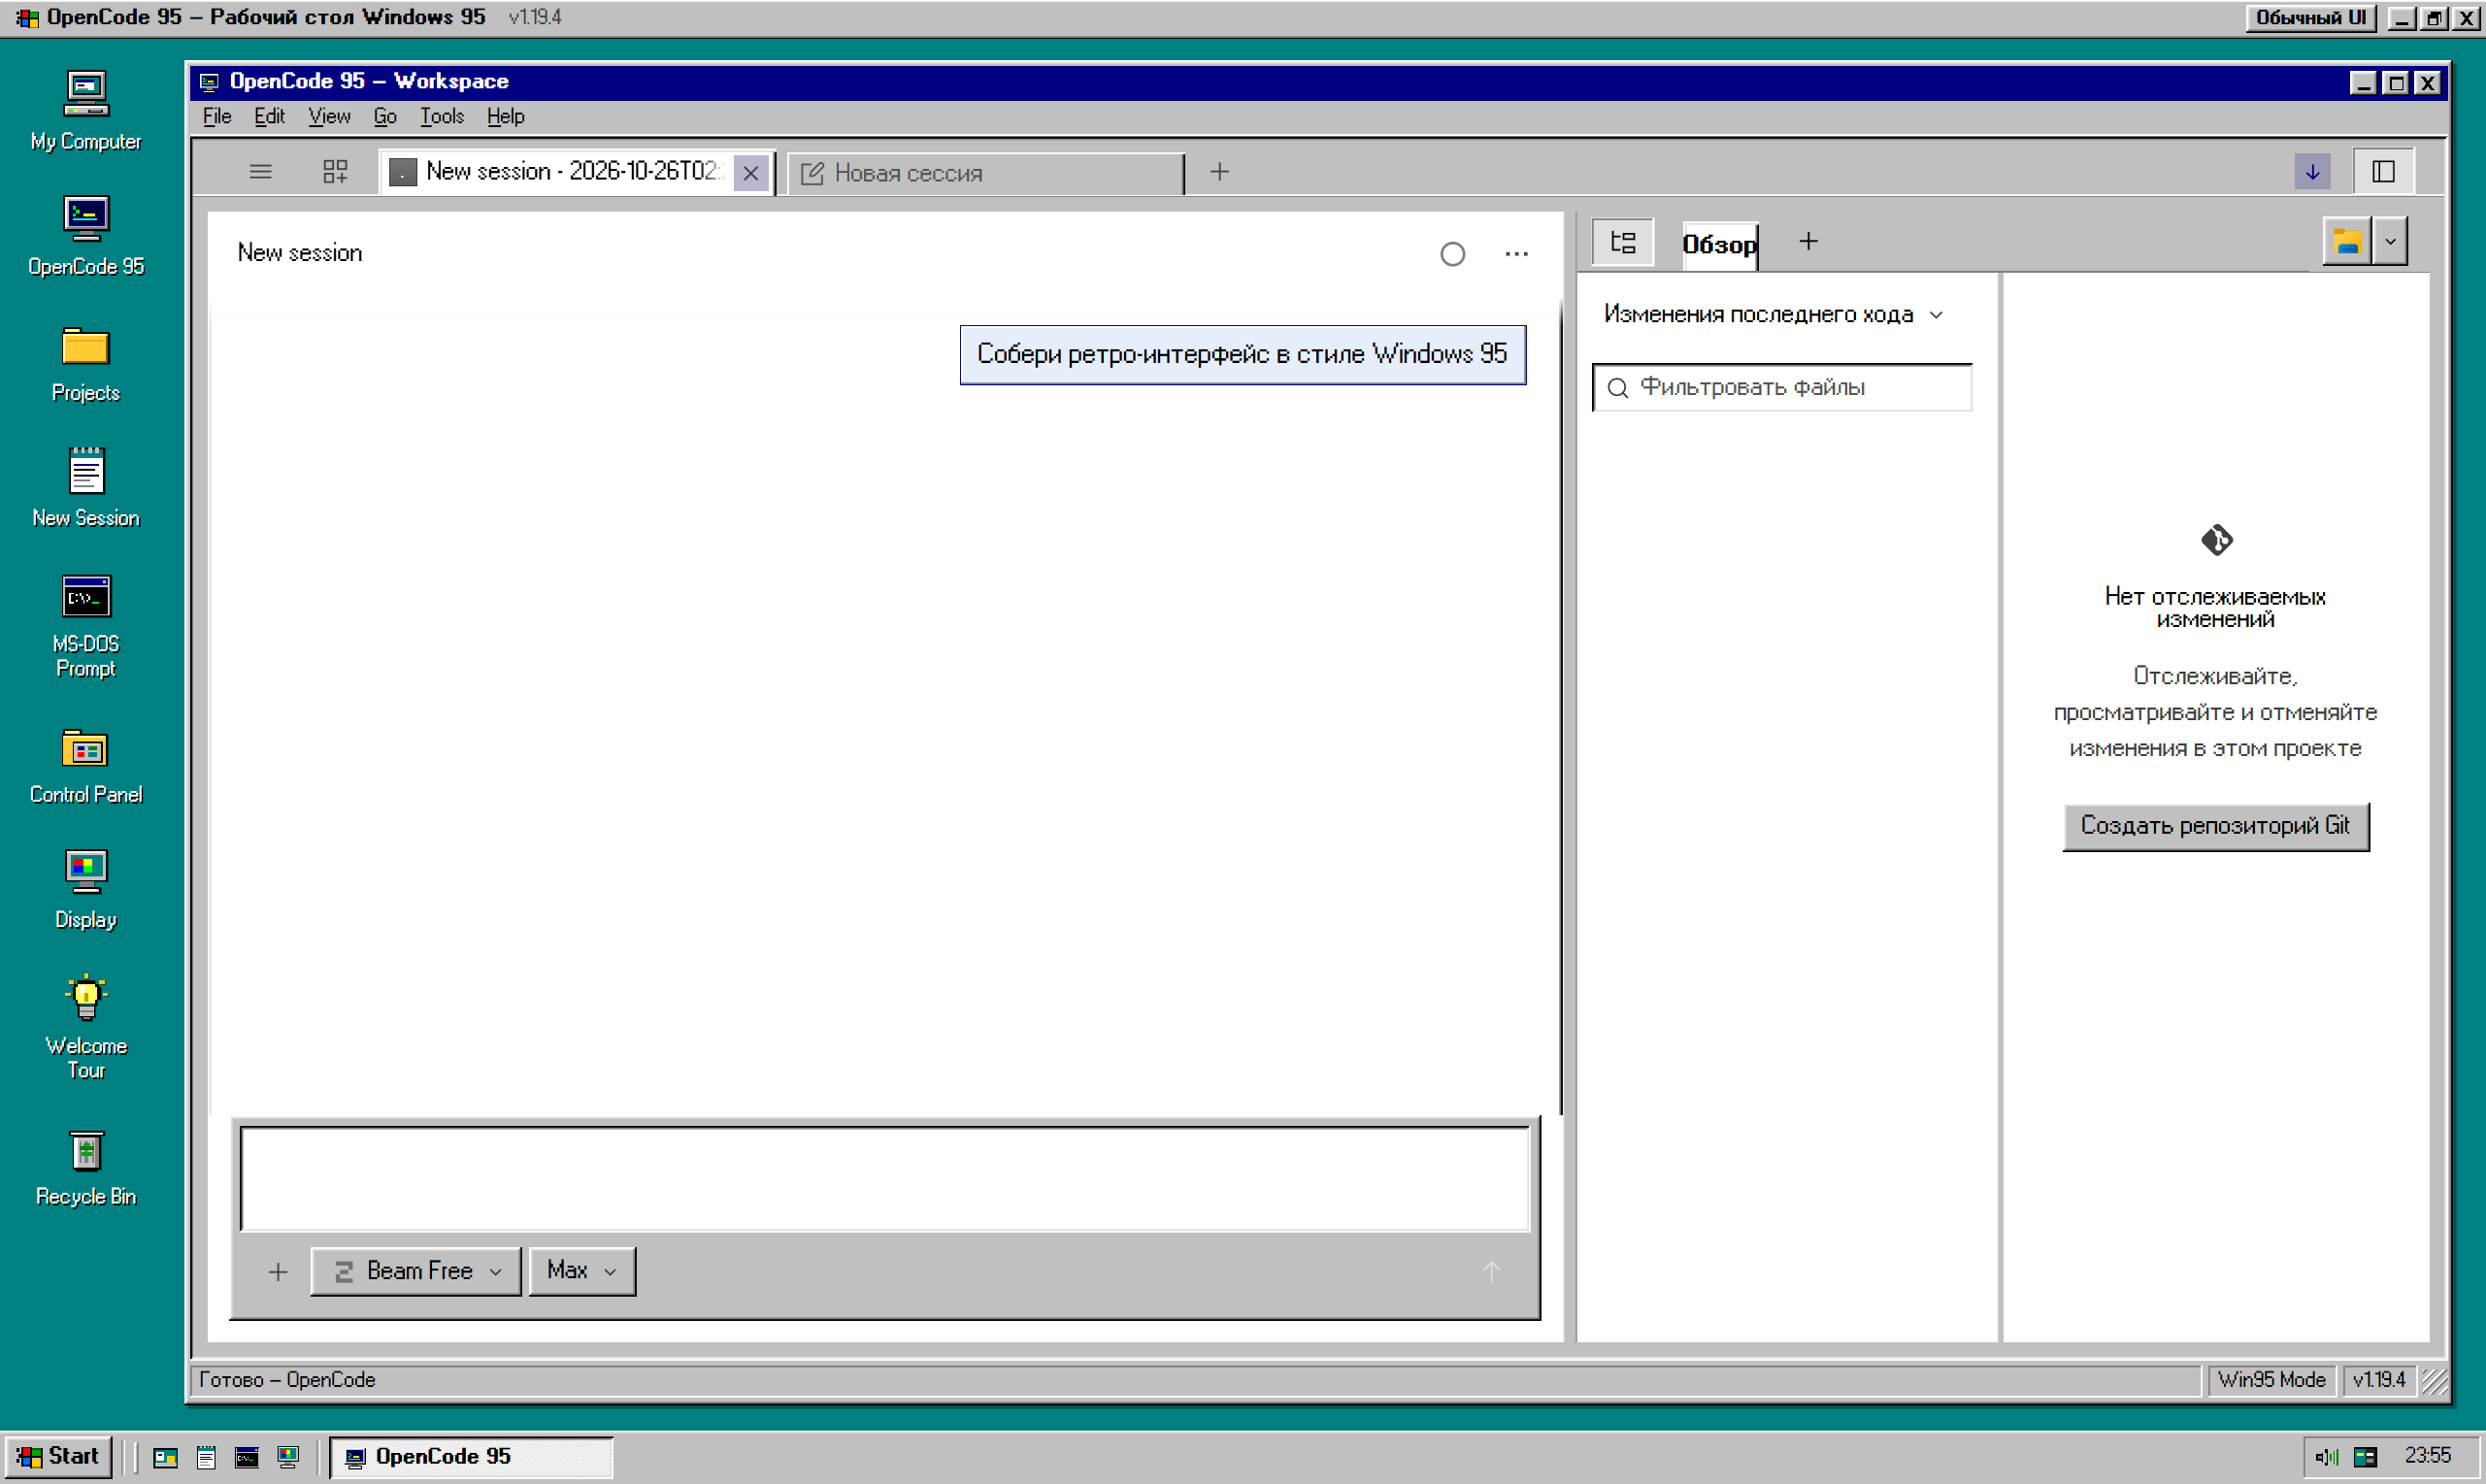 OpenCode 95 – Рабочий стол Windows 95 v1.19.4
Обычный UI
My Computer
OpenCode 95
Projects
New Session
MS-DOS
Prompt
Control Panel
Display
Welcome
Tour
Recycle Bin
OpenCode 95 – Workspace
File Edit View Go Tools Help
New session - 2026-10-26T02:
Новая сессия
New session
Собери ретро-интерфейс в стиле Windows 95
Beam Free
Max
Обзор
Изменения последнего хода
Фильтровать файлы
Нет отслеживаемых
изменений
Отслеживайте,
просматривайте и отменяйте
изменения в этом проекте
Создать репозиторий Git
Готово – OpenCode
Win95 Mode
v1.19.4
Start
OpenCode 95
23:55